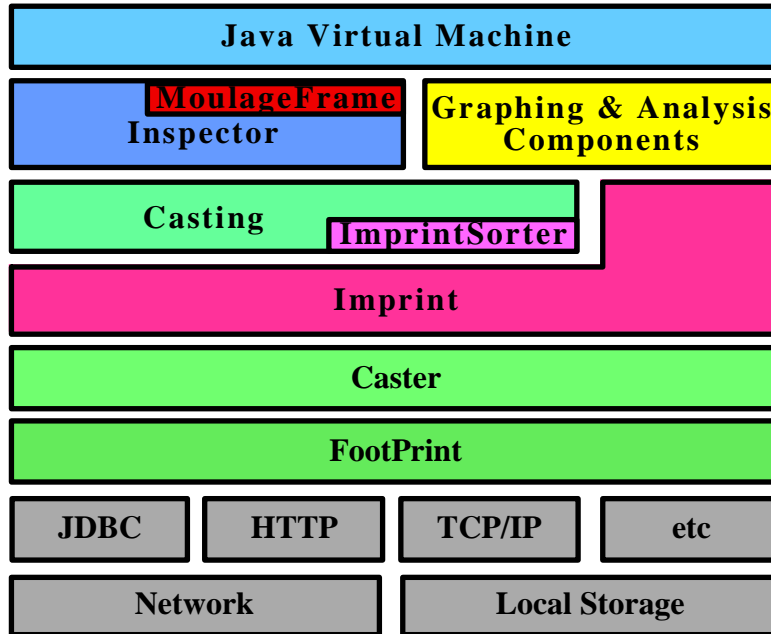 Java Virtual Machine
MoulageFrame
Inspector
Graphing & Analysis
Components
Casting
ImprintSorter
Imprint
Caster
FootPrint
JDBC
HTTP
TCP/IP
etc
Network
Local Storage